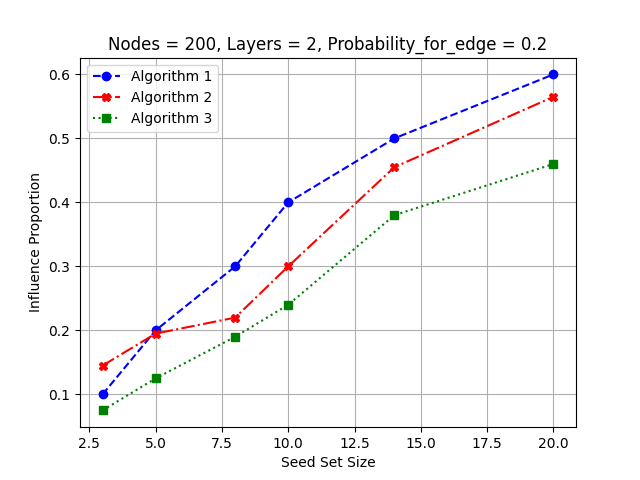 Nodes = 200, Layers = 2, Probability_for_edge = 0.2
Algorithm 1
Algorithm 2
Algorithm 3
0.6
0.5
0.4
0.3
0.2
0.1
Influence Proportion
2.5 5.0 7.5 10.0 12.5 15.0 17.5 20.0
Seed Set Size